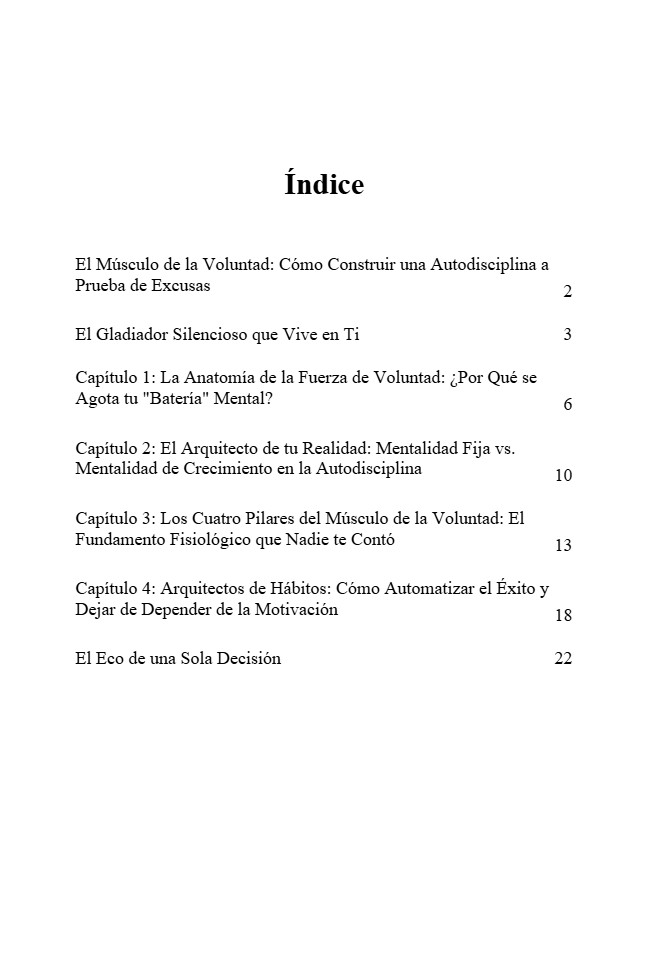 Índice
El Músculo de la Voluntad: Cómo Construir una Autodisciplina a
Prueba de Excusas
2
El Gladiador Silencioso que Vive en Ti 3
Capítulo 1: La Anatomía de la Fuerza de Voluntad: ¿Por Qué se
Agota tu "Batería" Mental?
6
Capítulo 2: El Arquitecto de tu Realidad: Mentalidad Fija vs.
Mentalidad de Crecimiento en la Autodisciplina
10
Capítulo 3: Los Cuatro Pilares del Músculo de la Voluntad: El
Fundamento Fisiológico que Nadie te Contó
13
Capítulo 4: Arquitectos de Hábitos: Cómo Automatizar el Éxito y
Dejar de Depender de la Motivación
18
El Eco de una Sola Decisión 22